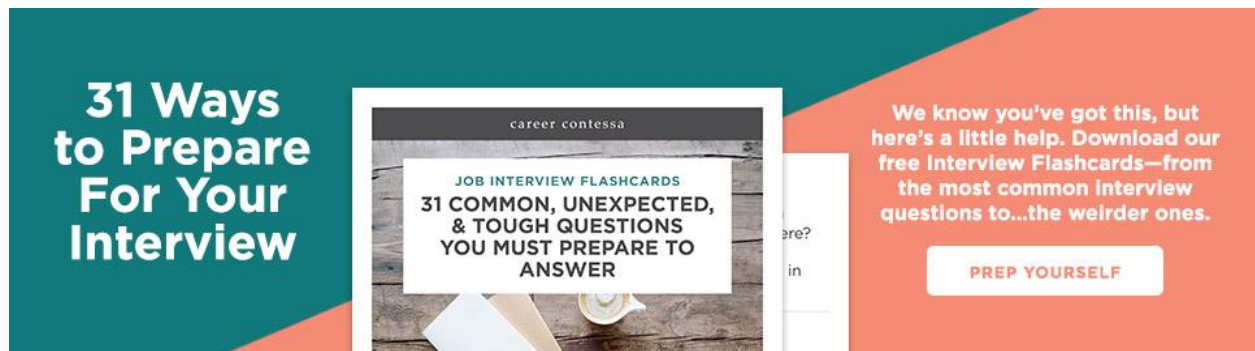 31 Ways
to Prepare
For Your
Interview
career contessa
JOB INTERVIEW FLASHCARDS
31 COMMON, UNEXPECTED,
& TOUGH QUESTIONS
YOU MUST PREPARE TO
ANSWER
ere?
in
We know you've got this, but
here's a little help. Download our
free Interview Flashcards—from
the most common interview
questions to...the weirder ones.
PREP YOURSELF